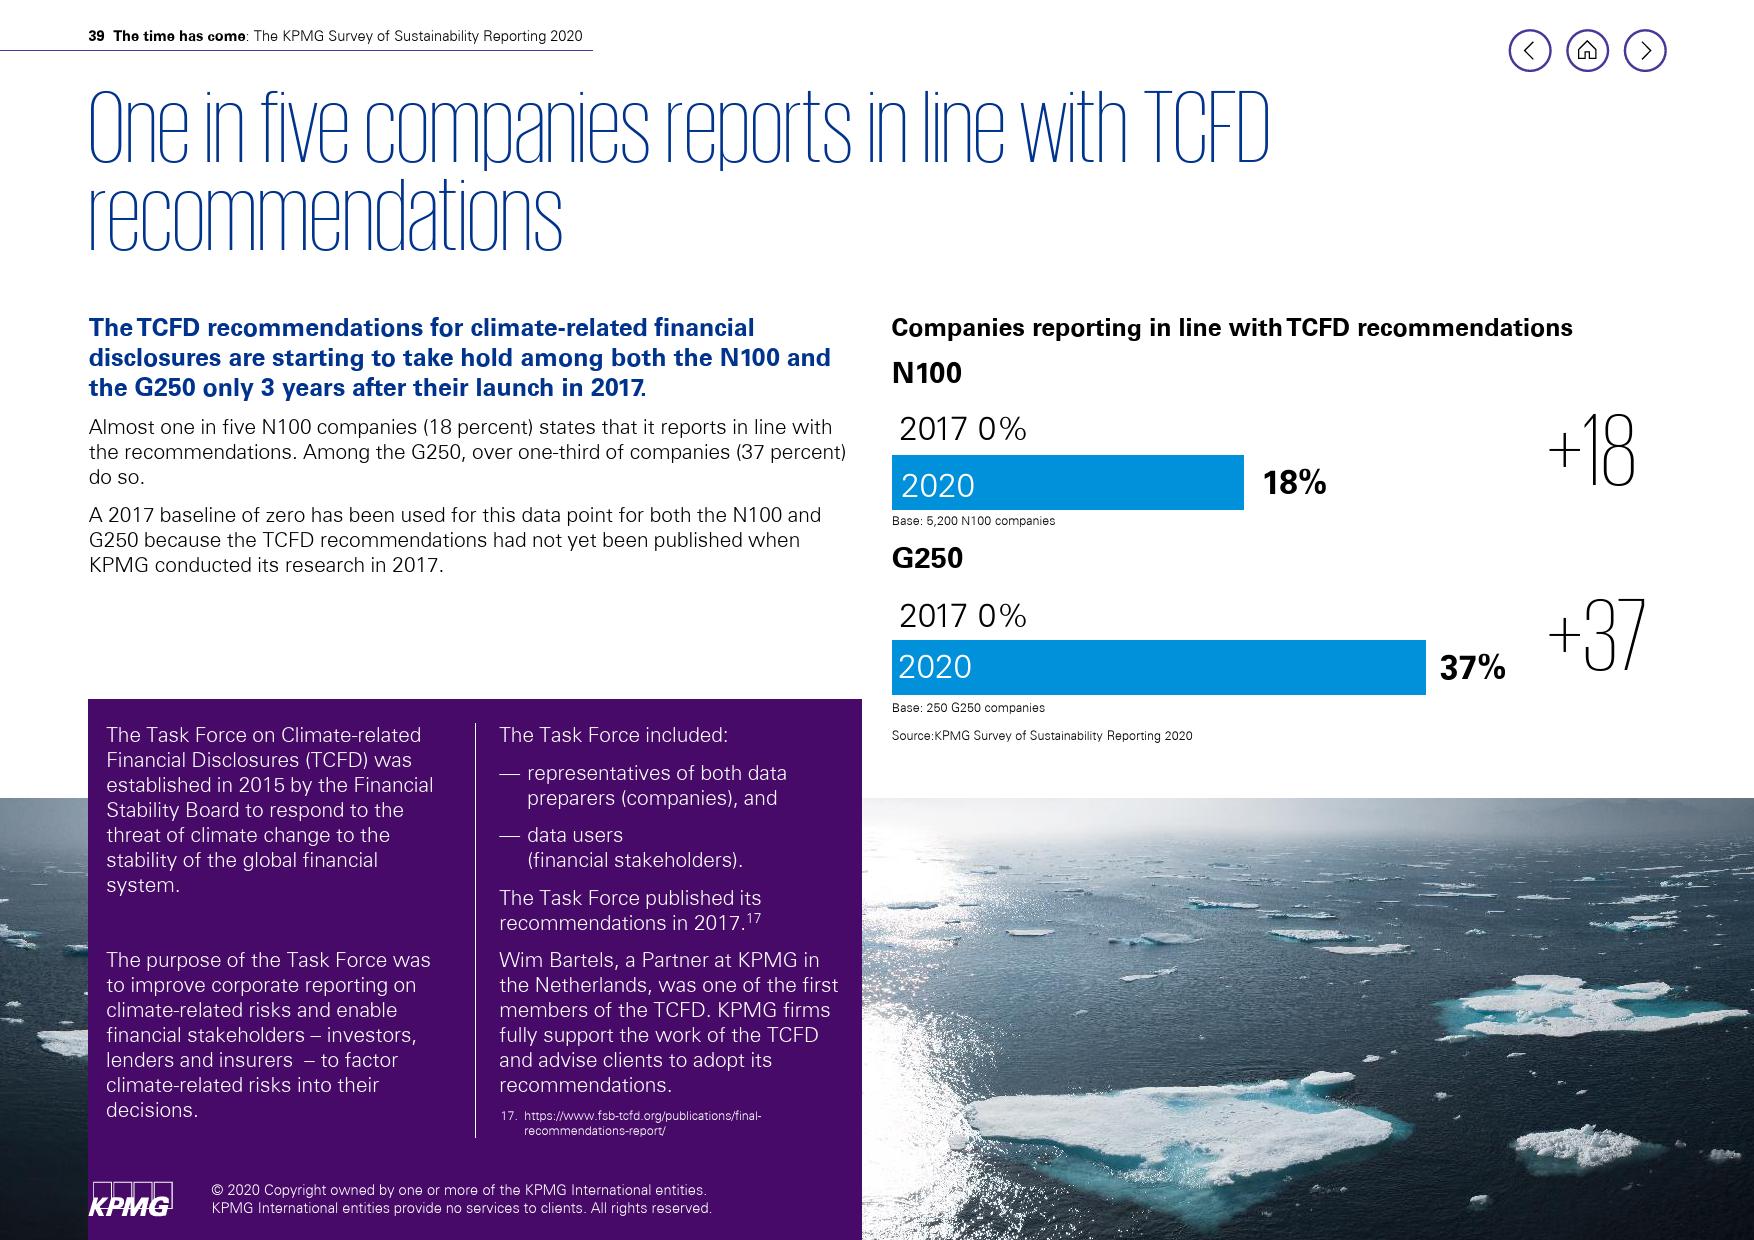 39 The time has come: The KPMG Survey of Sustainability Reporting 2020
One in five companies reports in line with TCFD
recommendations
The TCFD recommendations for climate-related financial
disclosures are starting to take hold among both the N100 and
the G250 only 3 years after their launch in 2017.
Almost one in five N100 companies (18 percent) states that it reports in line with
the recommendations. Among the G250, over one-third of companies (37 percent)
do so.
A 2017 baseline of zero has been used for this data point for both the N100 and
G250 because the TCFD recommendations had not yet been published when
KPMG conducted its research in 2017.
Companies reporting in line with TCFD recommendations
N100
2017 0%
2020 18%
+18
Base: 5,200 N100 companies
G250
2017 0%
2020 37%
+37
Base: 250 G250 companies
Source:KPMG Survey of Sustainability Reporting 2020
The Task Force on Climate-related
Financial Disclosures (TCFD) was
established in 2015 by the Financial
Stability Board to respond to the
threat of climate change to the
stability of the global financial
system.
The purpose of the Task Force was
to improve corporate reporting on
climate-related risks and enable
financial stakeholders – investors,
lenders and insurers – to factor
climate-related risks into their
decisions.
The Task Force included:
— representatives of both data
preparers (companies), and
— data users
(financial stakeholders).
The Task Force published its
recommendations in 2017.17
Wim Bartels, a Partner at KPMG in
the Netherlands, was one of the first
members of the TCFD. KPMG firms
fully support the work of the TCFD
and advise clients to adopt its
recommendations.
17. https://www.fsb-tcfd.org/publications/final-
recommendations-report/
KPMG
© 2020 Copyright owned by one or more of the KPMG International entities.
KPMG International entities provide no services to clients. All rights reserved.